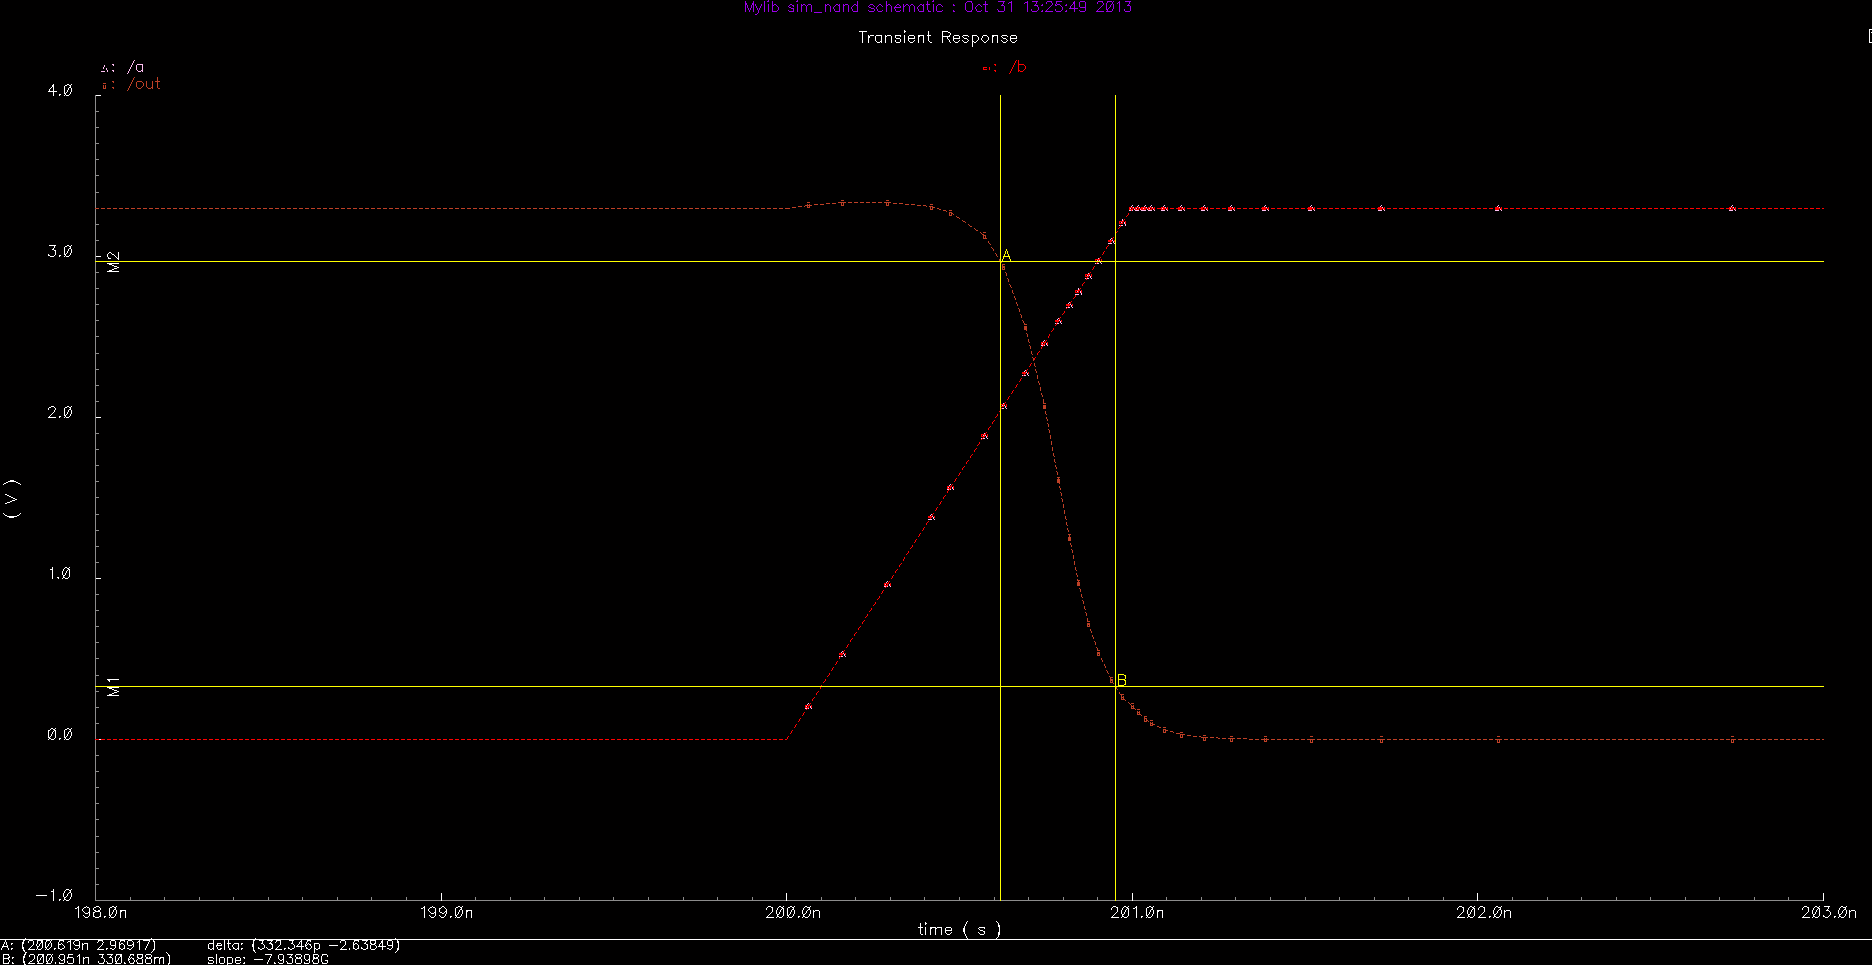 Mylib sim_nand schematic : Oct 31 13:25:49 2013
Transient Response
: /a
: /b
: /out
4.0
3.0
M2
A
2.0
( V )
1.0
M1
B
0.0
-1.0
198.0n 199.0n 200.0n 201.0n 202.0n 203.0n
time ( s )
A: (200.619n 2.96917) delta: (332.346p -2.63849)
B: (200.951n 330.688m) slope: -7.93898G